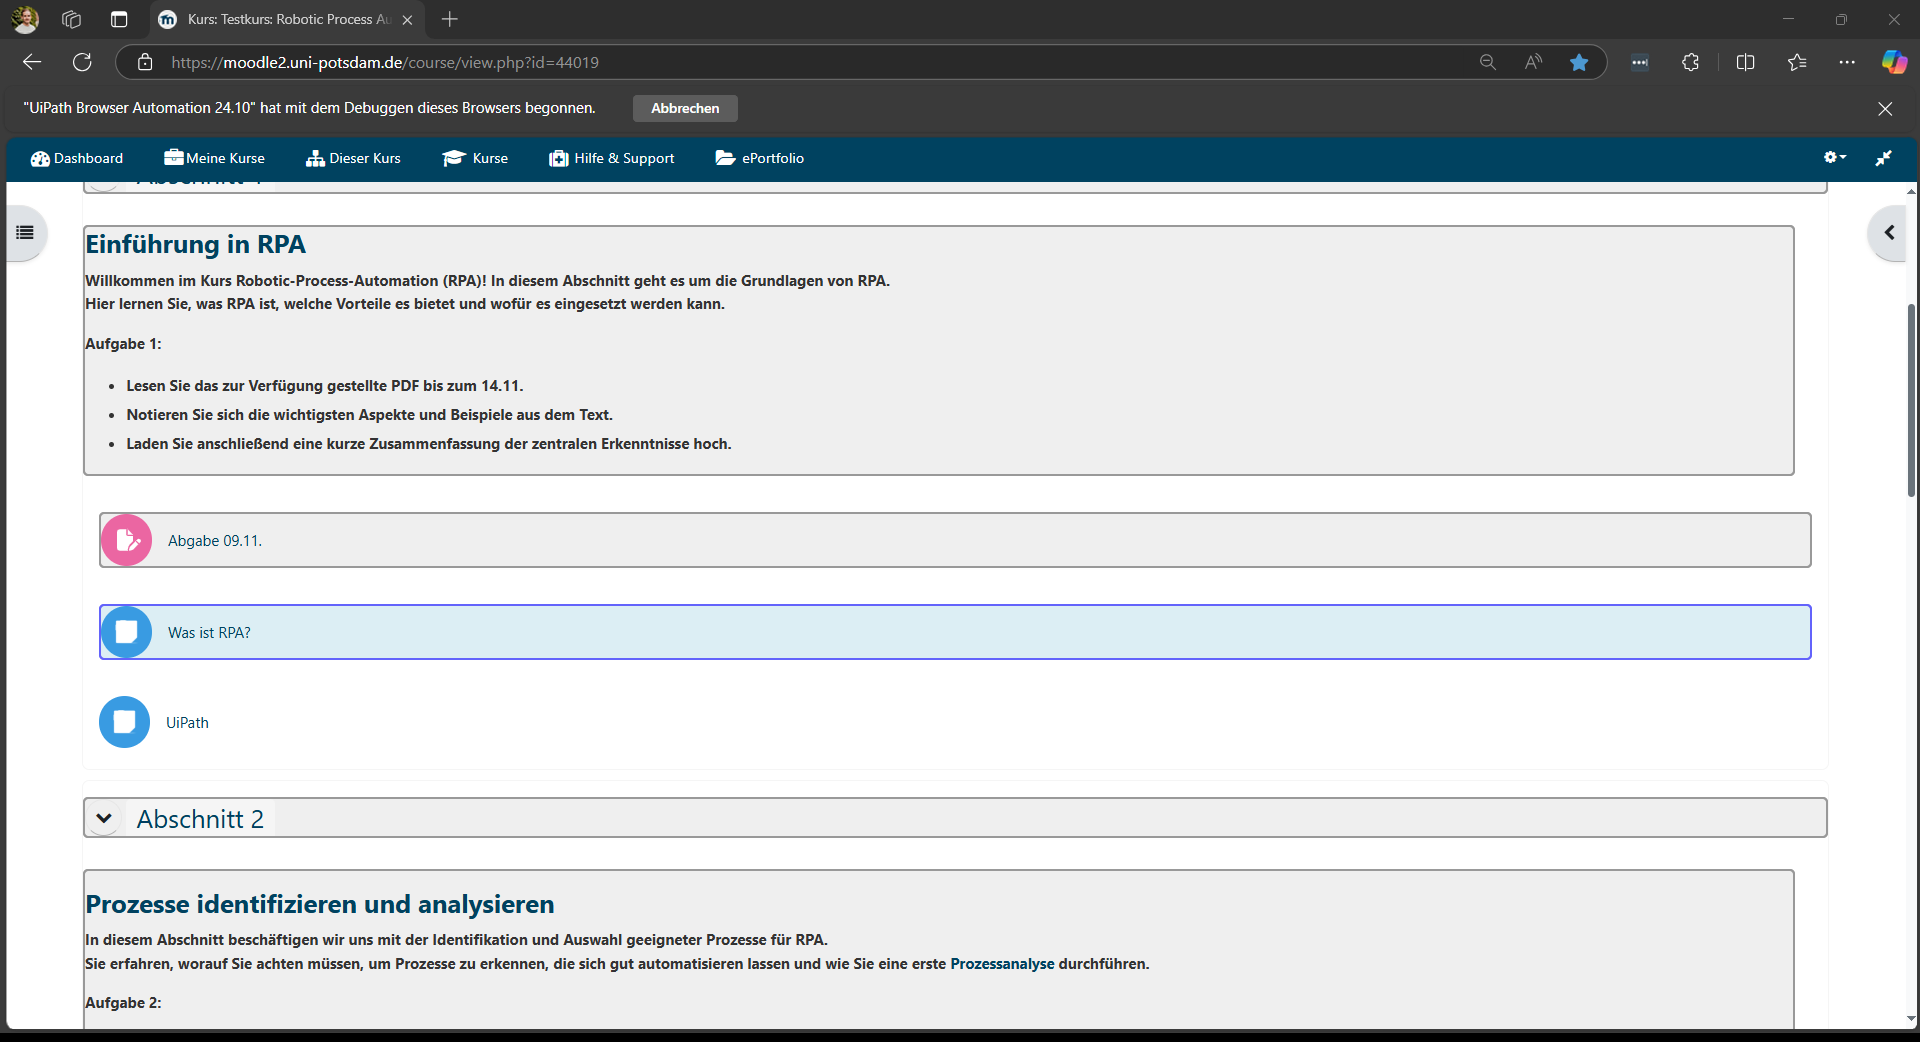 Kurs: Testkurs: Robotic Process Au
https://moodle2.uni-potsdam.de/course/view.php?id=44019
"UiPath Browser Automation 24.10" hat mit dem Debuggen dieses Browsers begonnen. Abbrechen
Dashboard Meine Kurse Dieser Kurs Kurse Hilfe & Support ePortfolio
Einführung in RPA
Willkommen im Kurs Robotic-Process-Automation (RPA)! In diesem Abschnitt geht es um die Grundlagen von RPA.
Hier lernen Sie, was RPA ist, welche Vorteile es bietet und wofür es eingesetzt werden kann.
Aufgabe 1:
• Lesen Sie das zur Verfügung gestellte PDF bis zum 14.11.
• Notieren Sie sich die wichtigsten Aspekte und Beispiele aus dem Text.
• Laden Sie anschließend eine kurze Zusammenfassung der zentralen Erkenntnisse hoch.
Abgabe 09.11.
Was ist RPA?
UiPath
Abschnitt 2
Prozesse identifizieren und analysieren
In diesem Abschnitt beschäftigen wir uns mit der Identifikation und Auswahl geeigneter Prozesse für RPA.
Sie erfahren, worauf Sie achten müssen, um Prozesse zu erkennen, die sich gut automatisieren lassen und wie Sie eine erste Prozessanalyse durchführen.
Aufgabe 2: